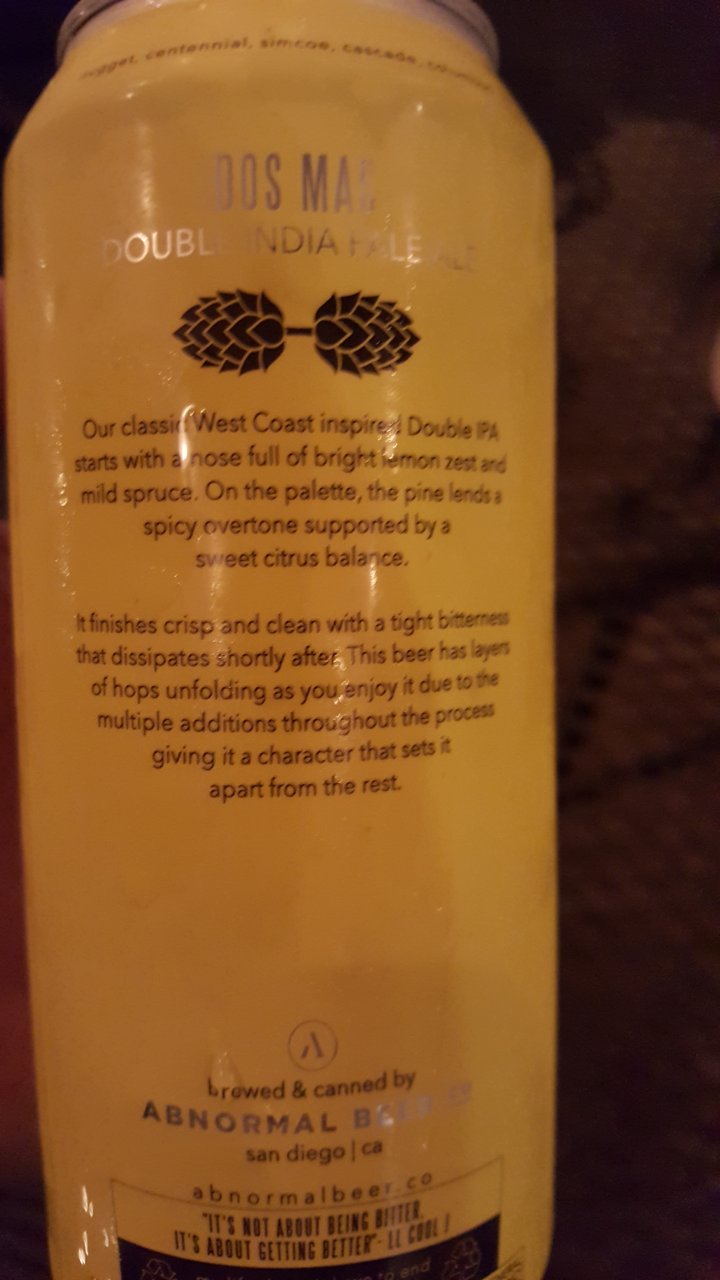 nugget, centennial, simcoe, cascade, columbus
DOS MAC
DOUBLE INDIA PALE ALE
Our classic West Coast inspired Double IPA
starts with a nose full of bright lemon zest and
mild spruce. On the palette, the pine lends a
spicy overtone supported by a
sweet citrus balance.
It finishes crisp and clean with a tight bitterness
that dissipates shortly after. This beer has layers
of hops unfolding as you enjoy it due to the
multiple additions throughout the process
giving it a character that sets it
apart from the rest.
brewed & canned by
ABNORMAL BEER CO
san diego | ca
abnormalbeer.co
"IT'S NOT ABOUT BEING BITTER,
IT'S ABOUT GETTING BETTER"- LL COOL J
to end